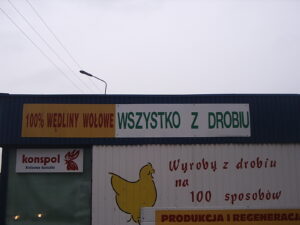 100% WĘDLINY WOŁOWE WSZYSTKO Z DROBIU
konspol
Wyroby z drobiu
na
100 sposobów
PRODUKCJA I REGENERACJA